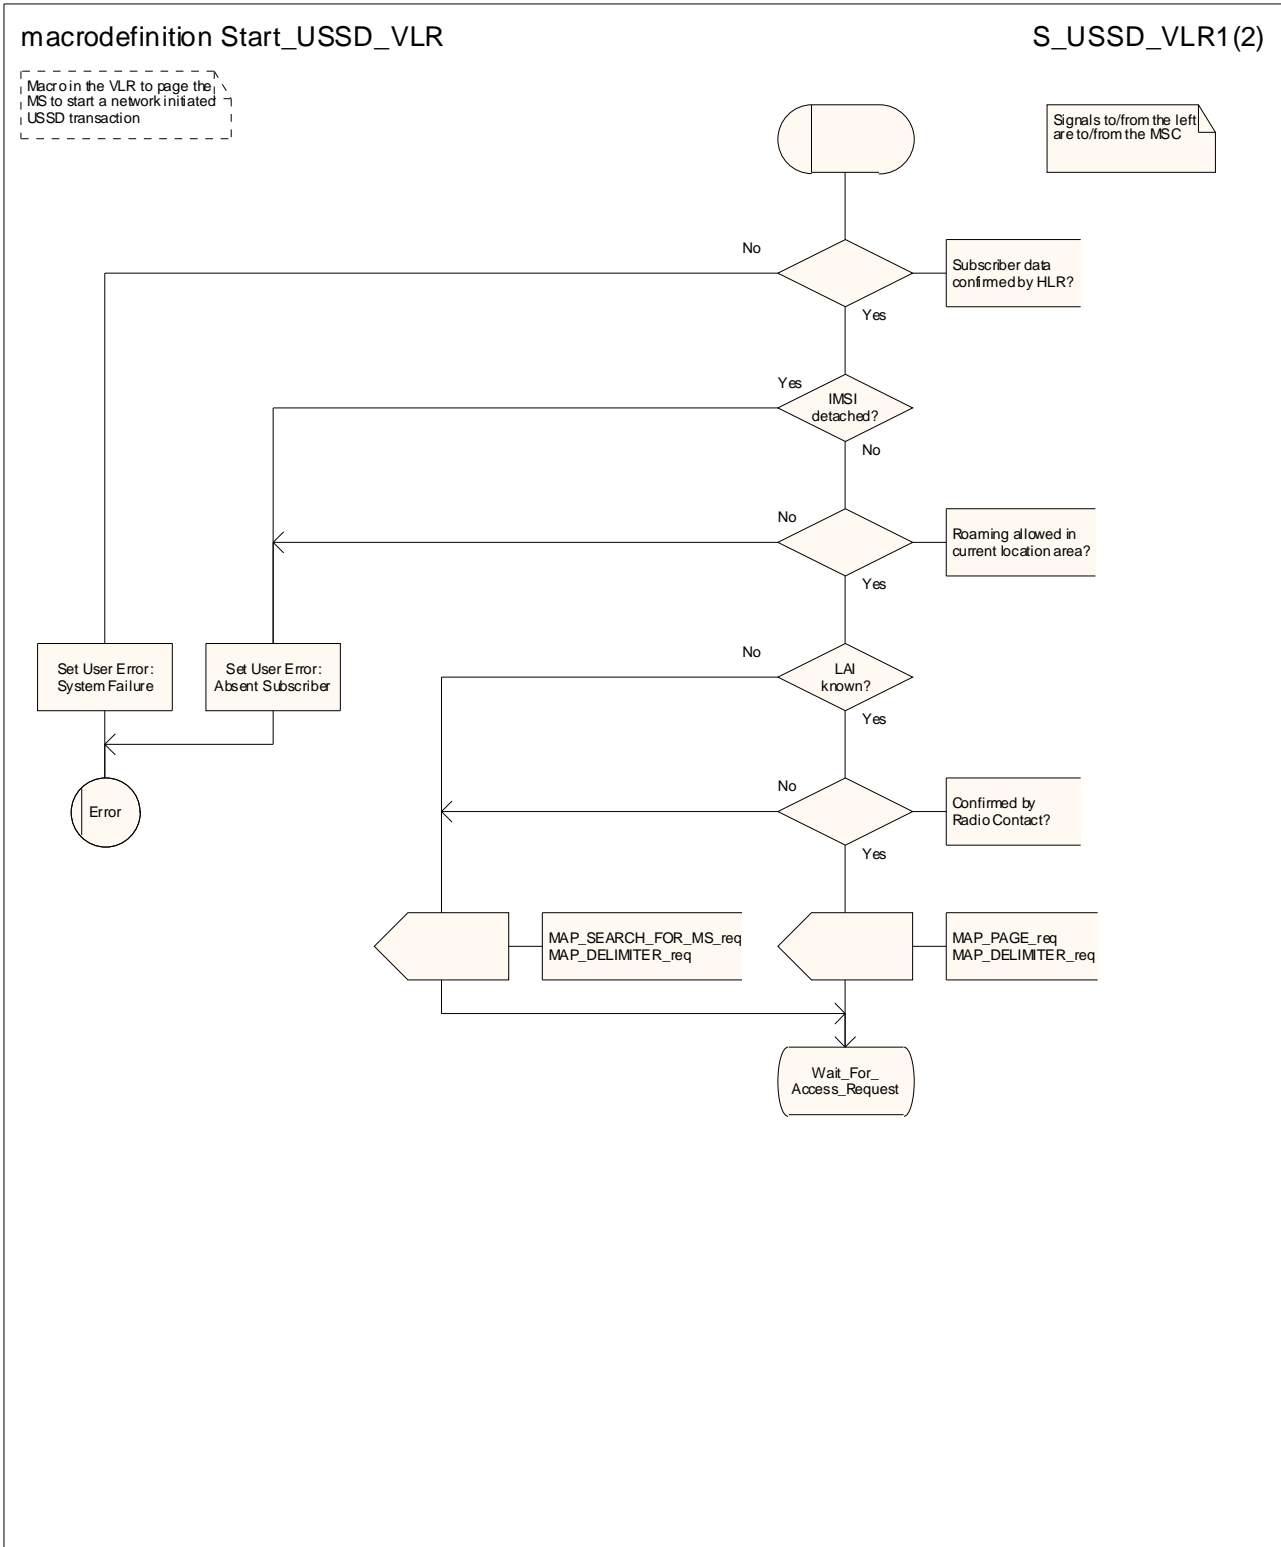 macrodefinition Start_USSD_VLR
S_USSD_VLR1(2)
Macro in the VLR to page the
MS to start a network initiated
USSD transaction
Signals to/from the left
are to/from the MSC
No
Subscriber data
confirmed by HLR?
Yes
Yes
IMSI
detached?
No
No
Roaming allowed in
current location area?
Yes
Set User Error:
System Failure
Set User Error:
Absent Subscriber
No
LAI
known?
Yes
Error
No
Confirmed by
Radio Contact?
Yes
MAP_SEARCH_FOR_MS_req
MAP_DELIMITER_req
MAP_PAGE_req
MAP_DELIMITER_req
Wait_For_
Access_Request